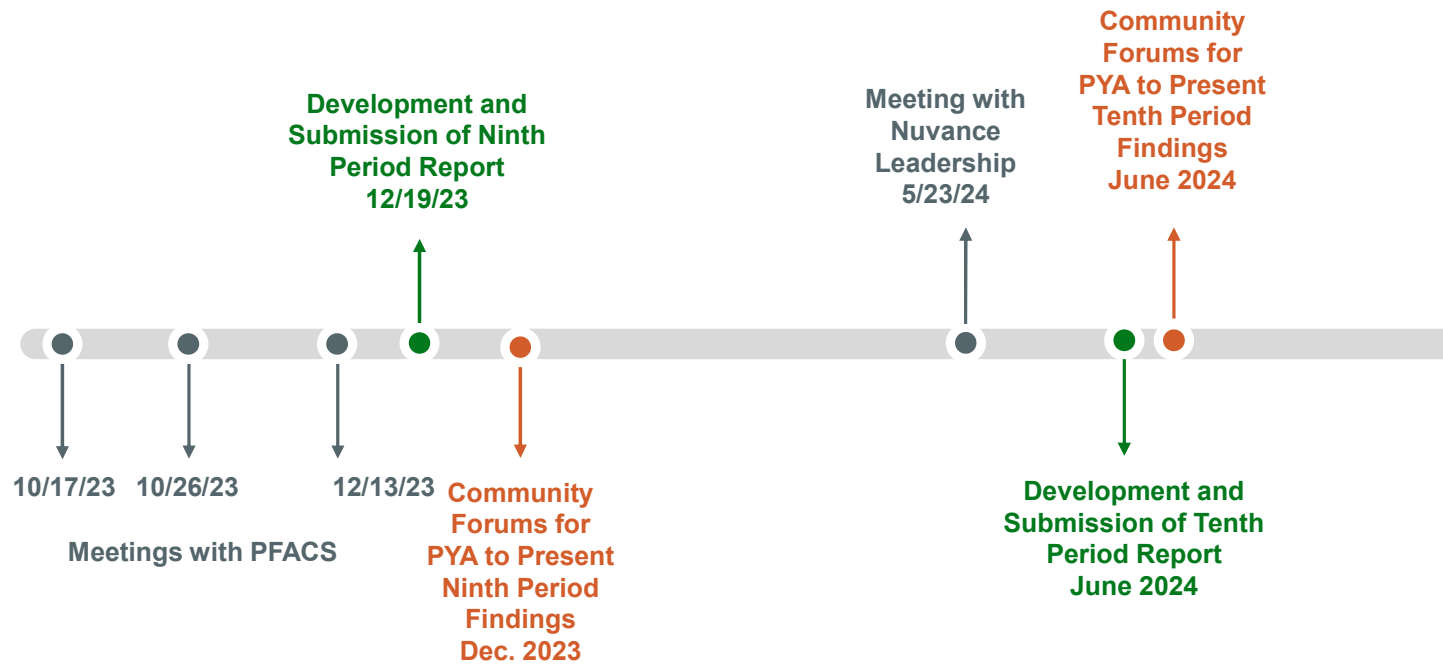 Development and
Submission of Ninth
Period Report
12/19/23
Meeting with
Nuvance
Leadership
5/23/24
Community
Forums for
PYA to Present
Tenth Period
Findings
June 2024
10/17/23
10/26/23
12/13/23
Meetings with PFACS
Community
Forums for
PYA to Present
Ninth Period
Findings
Dec. 2023
Development and
Submission of Tenth
Period Report
June 2024